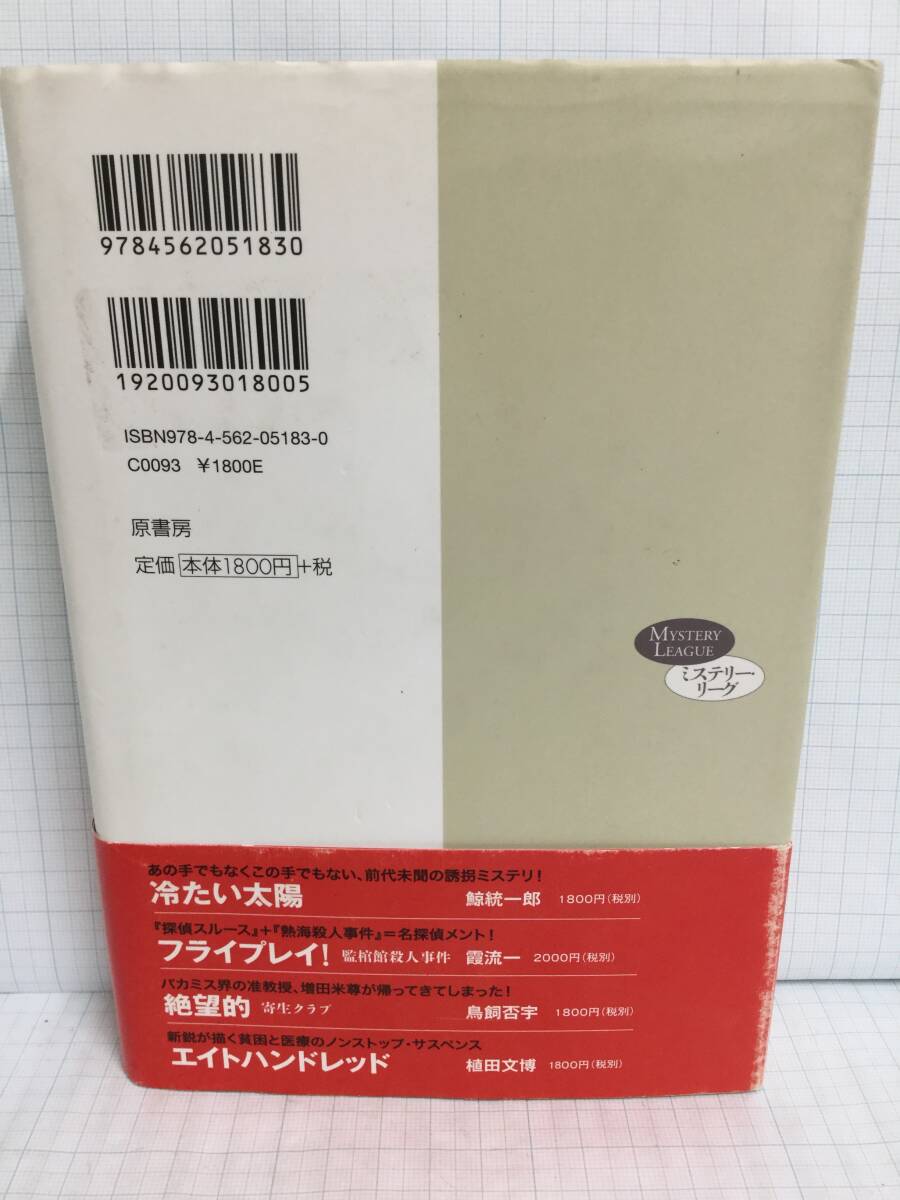 9784562051830
1920093018005
ISBN978-4-562-05183-0
C0093 ¥1800E
原書房
定価 本体1800円+税
MYSTERY
LEAGUE
ミステリー・
リーグ
あの手でもなくこの手でもない、前代未聞の誘拐ミステリ!
冷たい太陽 鯨統一郎 1800円(税別)
『探偵スルース』+『熱海殺人事件』=名探偵メント!
フライプレイ! 監棺館殺人事件 霞流一 2000円(税別)
バカミス界の准教授、増田米尊が帰ってきてしまった!
絶望的 寄生クラブ 鳥飼否宇 1800円(税別)
新鋭が描く貧困と医療のノンストップ・サスペンス
エイトハンドレッド 植田文博 1800円(税別)